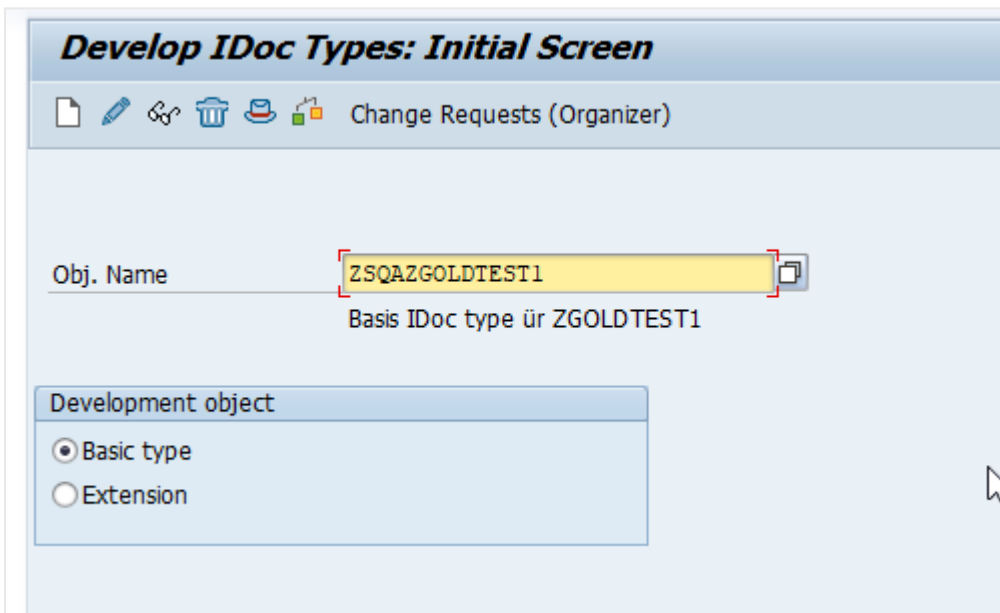 Develop IDoc Types: Initial Screen
Change Requests (Organizer)
Obj. Name ZSQAZGOLDTEST1
Basis IDoc type ür ZGOLDTEST1
Development object
Basic type
Extension